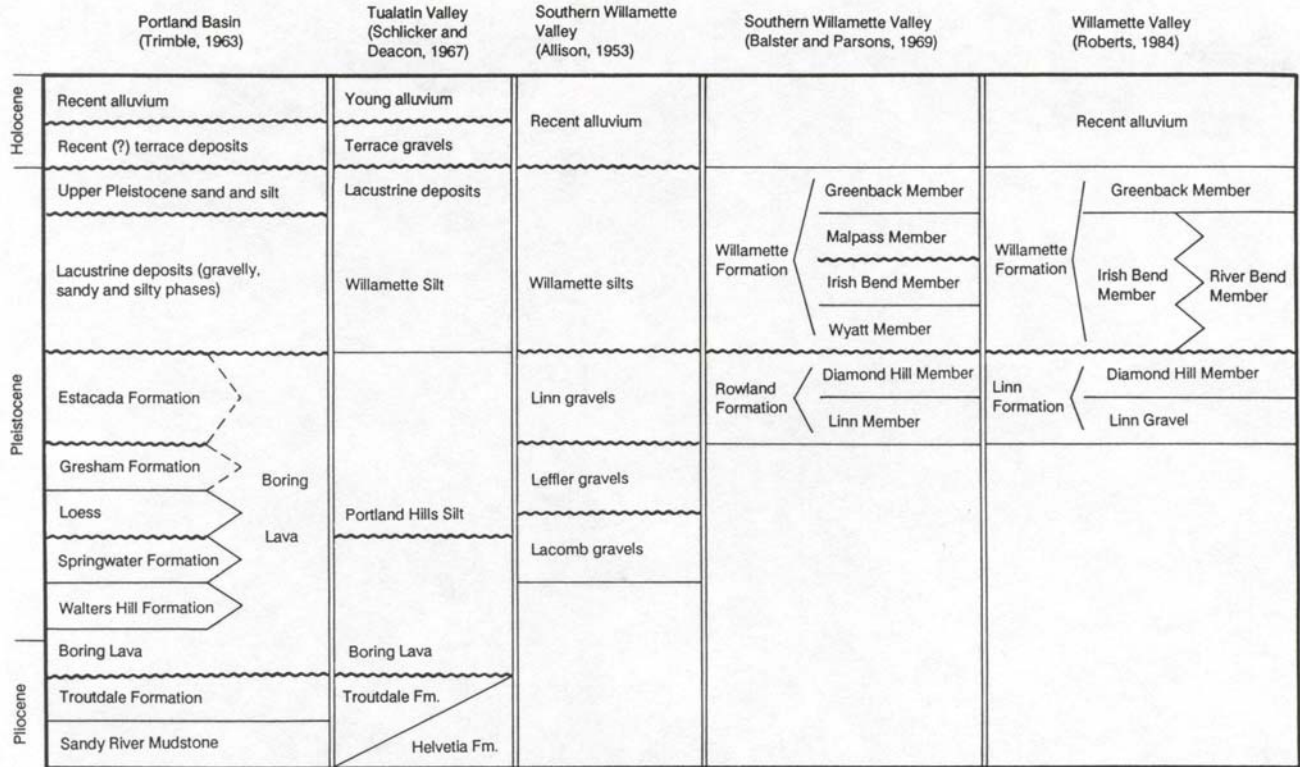 Portland Basin
(Trimble, 1963)
Tualatin Valley
(Schlicker and
Deacon, 1967)
Southern Willamette
Valley
(Allison, 1953)
Southern Willamette Valley
(Balster and Parsons, 1969)
Willamette Valley
(Roberts, 1984)
Holocene
Pleistocene
Pliocene
Recent alluvium
Recent (?) terrace deposits
Upper Pleistocene sand and silt
Lacustrine deposits (gravelly,
sandy and silty phases)
Estacada Formation
Gresham Formation
Loess
Springwater Formation
Walters Hill Formation
Boring
Lava
Boring Lava
Troutdale Formation
Sandy River Mudstone
Young alluvium
Terrace gravels
Lacustrine deposits
Willamette Silt
Portland Hills Silt
Boring Lava
Troutdale Fm.
Helvetia Fm.
Recent alluvium
Willamette silts
Linn gravels
Leffler gravels
Lacomb gravels
Willamette
Formation
Greenback Member
Malpass Member
Irish Bend Member
Wyatt Member
Rowland
Formation
Diamond Hill Member
Linn Member
Recent alluvium
Willamette
Formation
Greenback Member
Irish Bend
Member
River Bend
Member
Linn
Formation
Diamond Hill Member
Linn Gravel